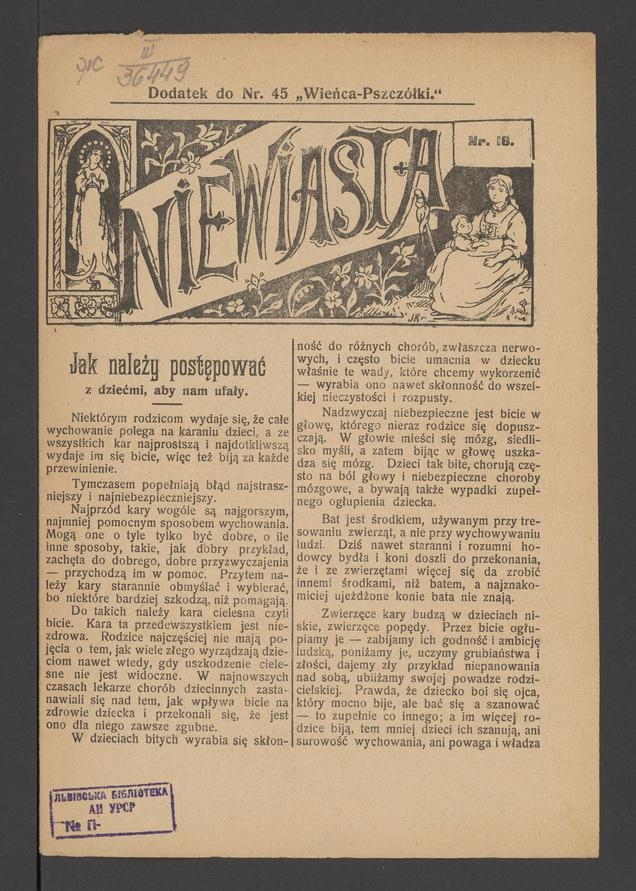 Ж III
36449
Dodatek do Nr. 45 „Wieńca-Pszczółki.“
NIEWIASTA
Nr. 18.
Jak należy postępować
z dziećmi, aby nam ufały.
Niektórym rodzicom wydaje się, że całe
wychowanie polega na karaniu dzieci, a ze
wszystkich kar najprostszą i najdotkliwszą
wydaje im się bicie, więc też biją za każde
przewinienie.
Tymczasem popełniają błąd najstrasz-
niejszy i najniebezpieczniejszy.
Najprzód kary wogóle są najgorszym,
najmniej pomocnym sposobem wychowania.
Mogą one o tyle tylko być dobre, o ile
inne sposoby, takie, jak dobry przykład,
zachęta do dobrego, dobre przyzwyczajenia
— przychodzą im w pomoc. Przytem na-
leży kary starannie obmyślać i wybierać,
bo niektóre bardziej szkodzą, niż pomagają.
Do takich należy kara cielesna czyli
bicie. Kara ta przedewszystkiem jest nie-
zdrowa. Rodzice najczęściej nie mają po-
jęcia o tem, jak wiele złego wyrządzają dzie-
ciom nawet wtedy, gdy uszkodzenie ciele-
sne nie jest widoczne. W najnowszych
czasach lekarze chorób dziecinnych zasta-
nawiali się nad tem, jak wpływa bicie na
zdrowie dziecka i przekonali się, że jest
ono dla niego zawsze zgubne.
W dzieciach bitych wyrabia się skłon-
ność do różnych chorób, zwłaszcza nerwo-
wych, i często bicie umacnia w dziecku
właśnie te wady, które chcemy wykorzenić
— wyrabia ono nawet skłonność do wszel-
kiej nieczystości i rozpusty.
Nadzwyczaj niebezpieczne jest bicie w
głowę, którego nieraz rodzice się dopusz-
czają. W głowie mieści się mózg, siedli-
sko myśli, a zatem bijąc w głowę uszka-
dza się mózg. Dzieci tak bite, chorują czę-
sto na ból głowy i niebezpieczne choroby
mózgowe, a bywają także wypadki zupeł-
nego ogłupienia dziecka.
Bat jest środkiem, używanym przy tre-
sowaniu zwierząt, a nie przy wychowywaniu
ludzi. Dziś nawet staranni i rozumni ho-
dowcy bydła i koni doszli do przekonania,
że i ze zwierzętami więcej się da zrobić
innemi środkami, niż batem, a najznako-
miciej ujeżdżone konie bata nie znają.
Zwierzęce kary budzą w dzieciach ni-
skie, zwierzęce popędy. Przez bicie ogłu-
piamy je — zabijamy ich godność i ambicję
ludzką, poniżamy je, uczymy grubiaństwa i
złości, dajemy zły przykład niepanowania
nad sobą, ubliżamy swojej powadze rodzi-
cielskiej. Prawda, że dziecko boi się ojca,
który mocno bije, ale bać się a szanować
— to zupełnie co innego; a im więcej ro-
dzice biją, tem mniej dzieci ich szanują, ani
surowość wychowania, ani powaga i władza
ЛЬВІВСЬКА БІБЛІОТЕКА
АН УРСР
№ П-